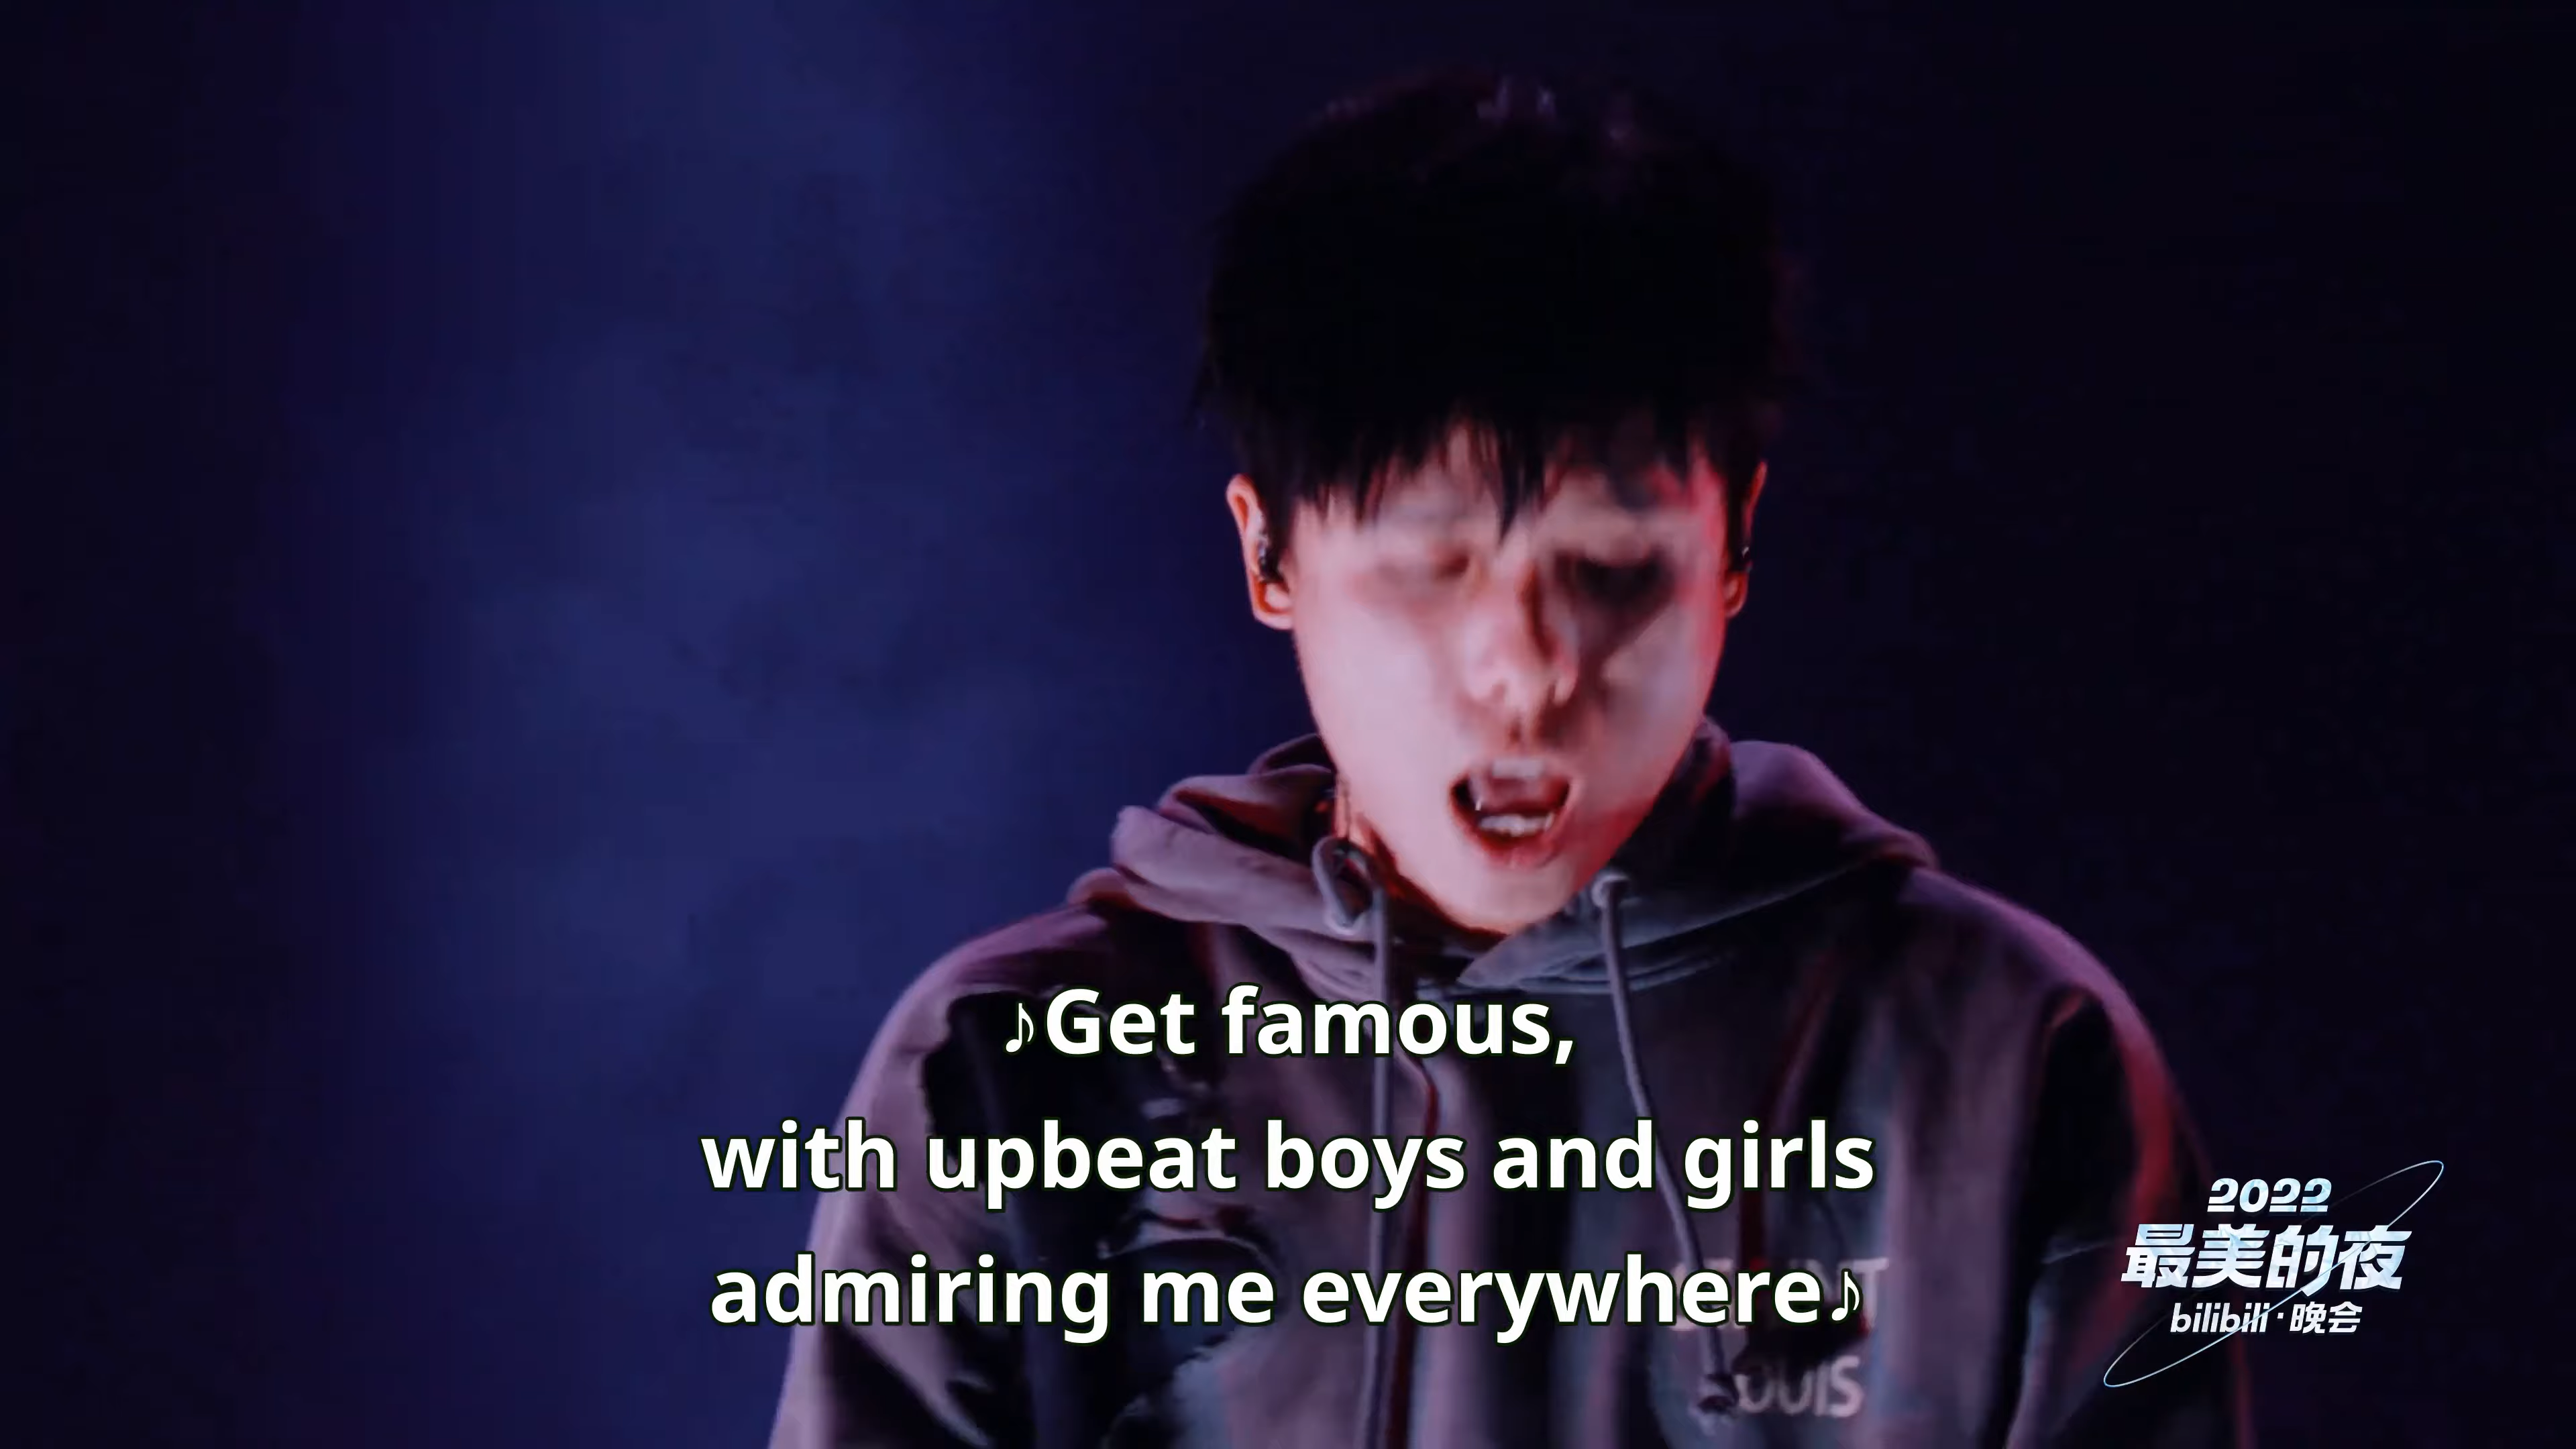 ♪Get famous,
with upbeat boys and girls
admiring me everywhere♪
2022
最美的夜
bilibili·晚会